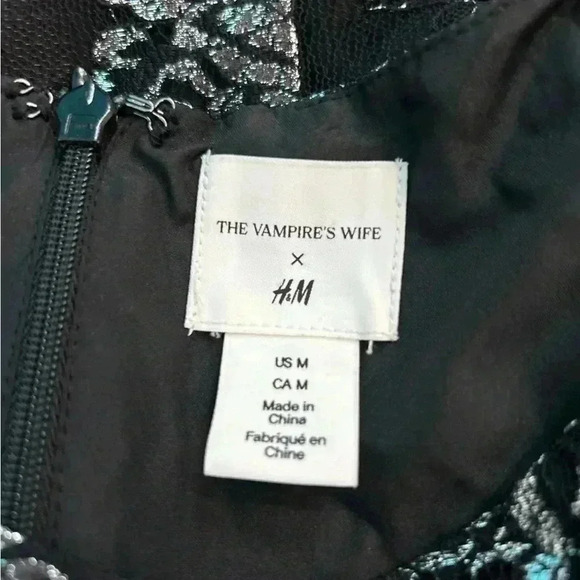 THE VAMPIRE'S WIFE
×
H&M
US M
CA M
Made in
China
Fabriqué en
Chine